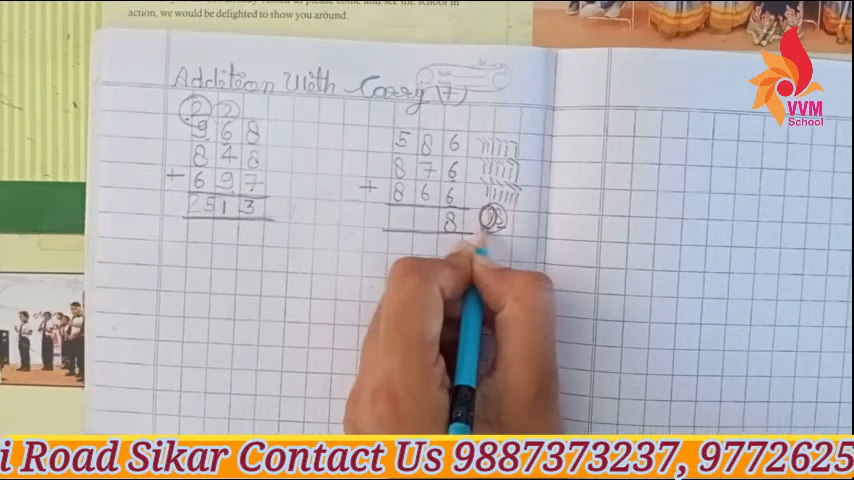 action, we would be delighted to show you around.
VVM
School
Addition With Carry (7)
2 2
9 6 8
8 4 8
+ 6 9 7
2 5 1 3
5 8 6
8 7 6
+ 8 6 6
8 18
i Road Sikar Contact Us 9887373237, 9772625